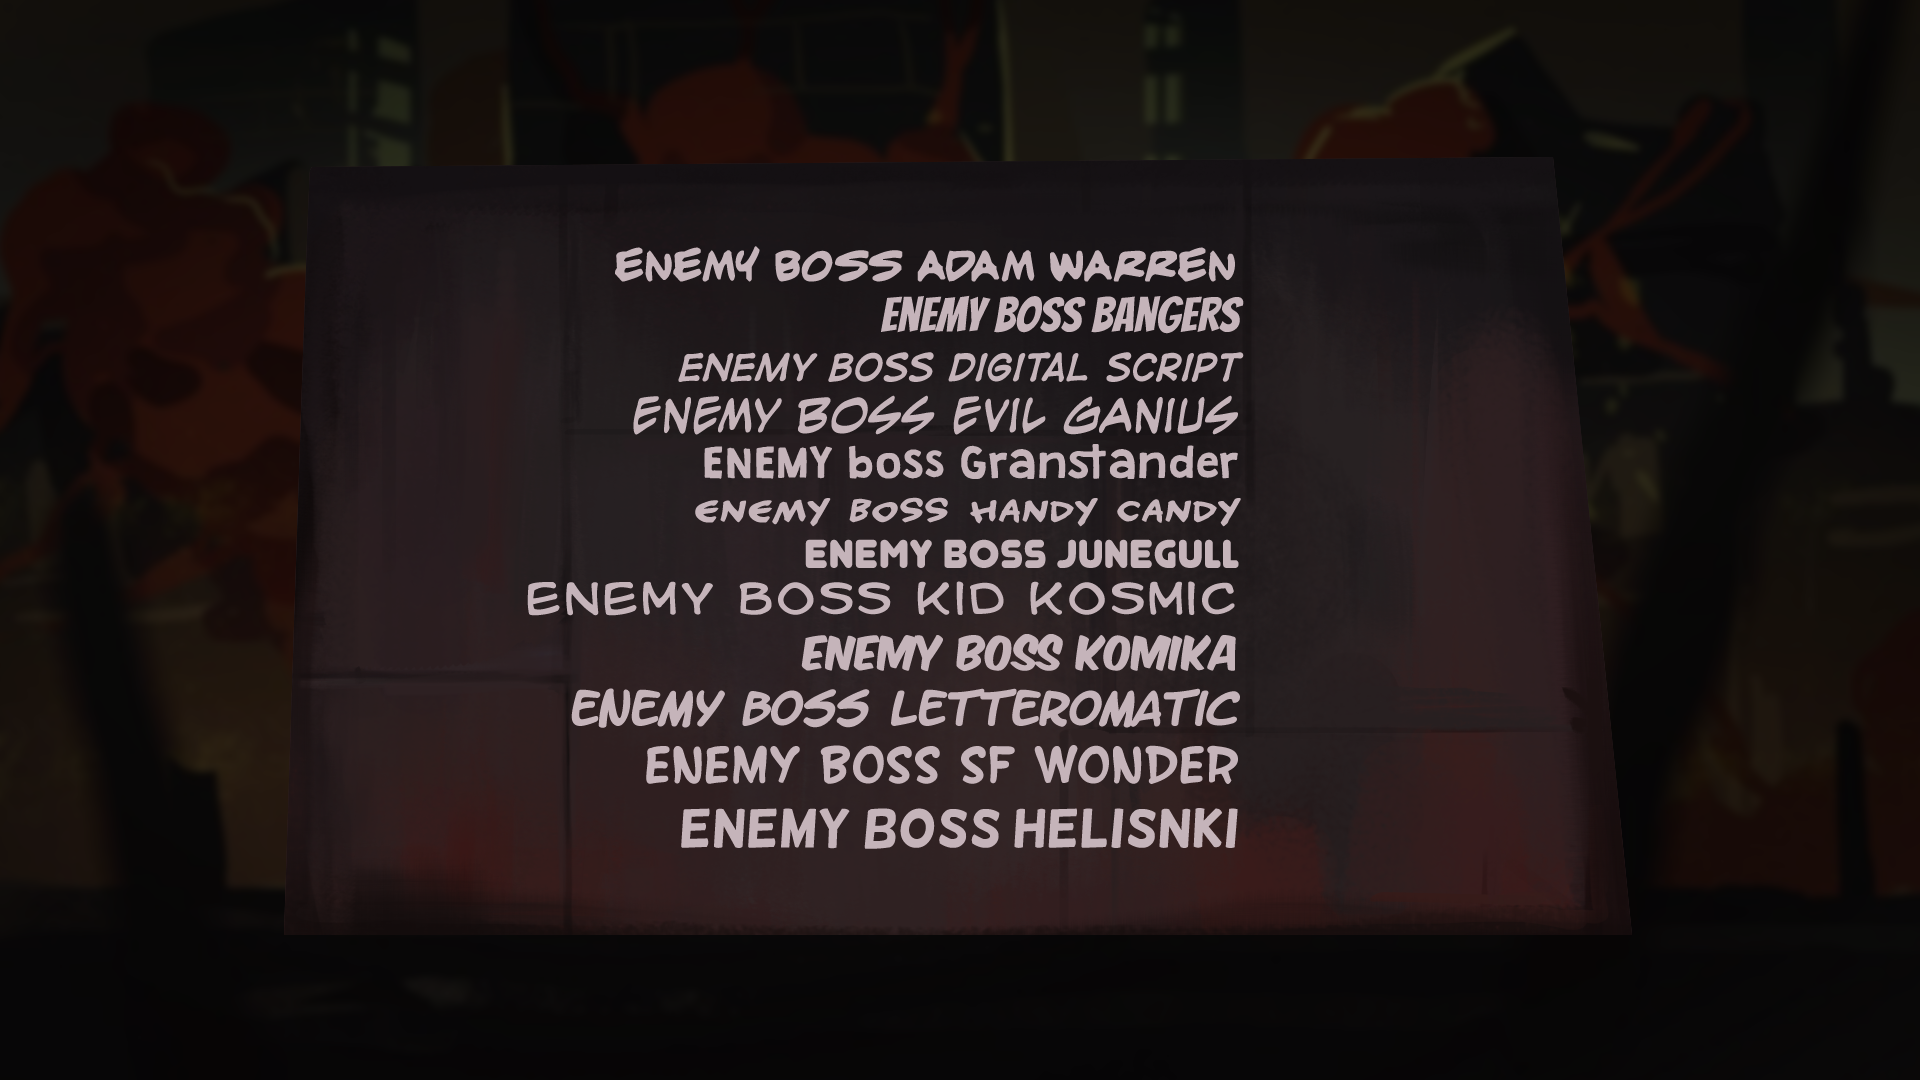 ENEMY BOSS ADAM WARREN
ENEMY BOSS BANGERS
ENEMY BOSS DIGITAL SCRIPT
ENEMY BOSS EVIL GANIUS
ENEMY boss Granstander
ENEMY BOSS HANDY CANDY
ENEMY BOSS JUNEGULL
ENEMY BOSS KID KOSMIC
ENEMY BOSS KOMIKA
ENEMY BOSS LETTEROMATIC
ENEMY BOSS SF WONDER
ENEMY BOSS HELISNKI